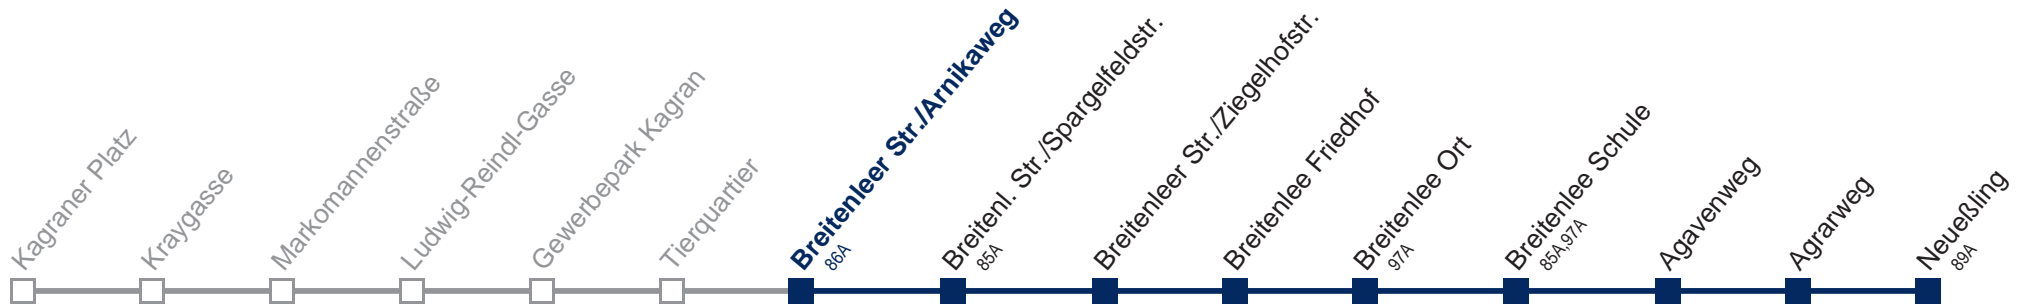 Kagraner Platz
Kraygasse
Markomannenstraße
Ludwig-Reindl-Gasse
Gewerbepark Kagran
Tierquartier
Breitenleer Str./Arnikaweg
86A
Breitenl. Str./Spargelfeldstr.
85A
Breitenleer Str./Ziegelhofstr.
Breitenlee Friedhof
Breitenlee Ort
97A
Breitenlee Schule
85A,97A
Agavenweg
Agrarweg
Neueßling
89A